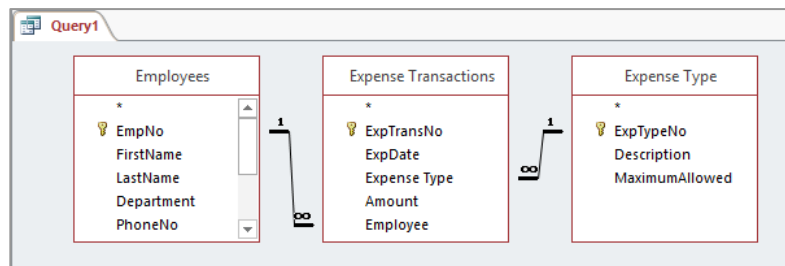 Query1
Employees
*
EmpNo
FirstName
LastName
Department
PhoneNo
1
∞
Expense Transactions
*
ExpTransNo
ExpDate
Expense Type
Amount
Employee
1
∞
Expense Type
*
ExpTypeNo
Description
MaximumAllowed